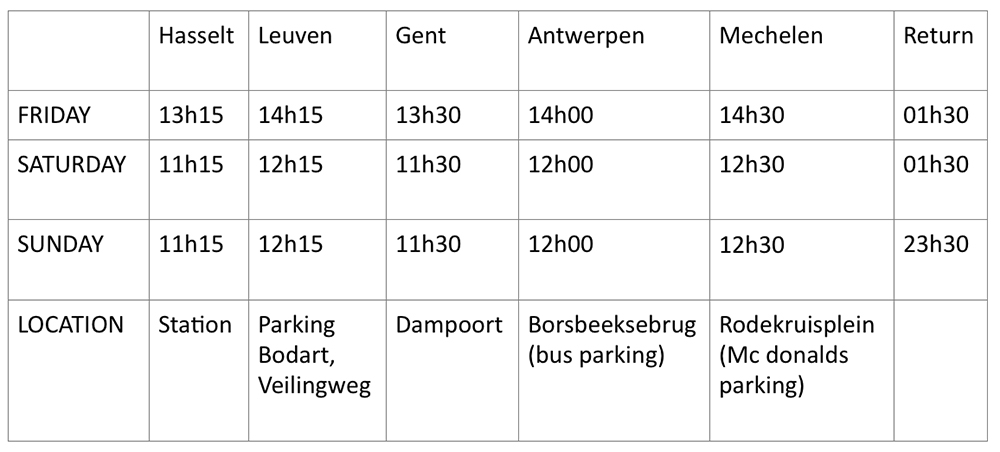 Hasselt Leuven Gent Antwerpen Mechelen Return
FRIDAY 13h15 14h15 13h30 14h00 14h30 01h30
SATURDAY 11h15 12h15 11h30 12h00 12h30 01h30
SUNDAY 11h15 12h15 11h30 12h00 12h30 23h30
LOCATION Station Parking Dampoort Borsbeeksebrug Rodekruisplein
Bodart, (bus parking) (Mc donalds
Veilingweg parking)